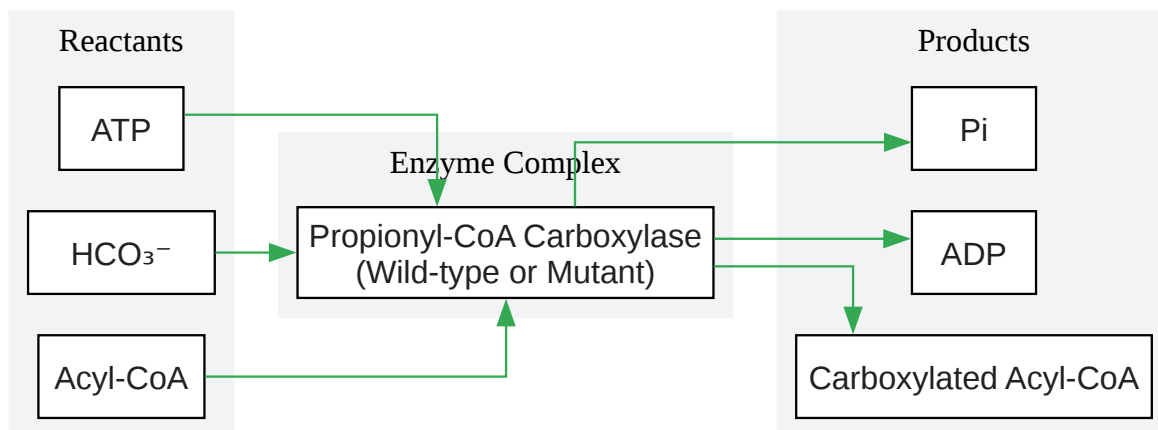 Reactants
ATP
HCO₃⁻
Acyl-CoA
Enzyme Complex
Propionyl-CoA Carboxylase
(Wild-type or Mutant)
Products
Pi
ADP
Carboxylated Acyl-CoA